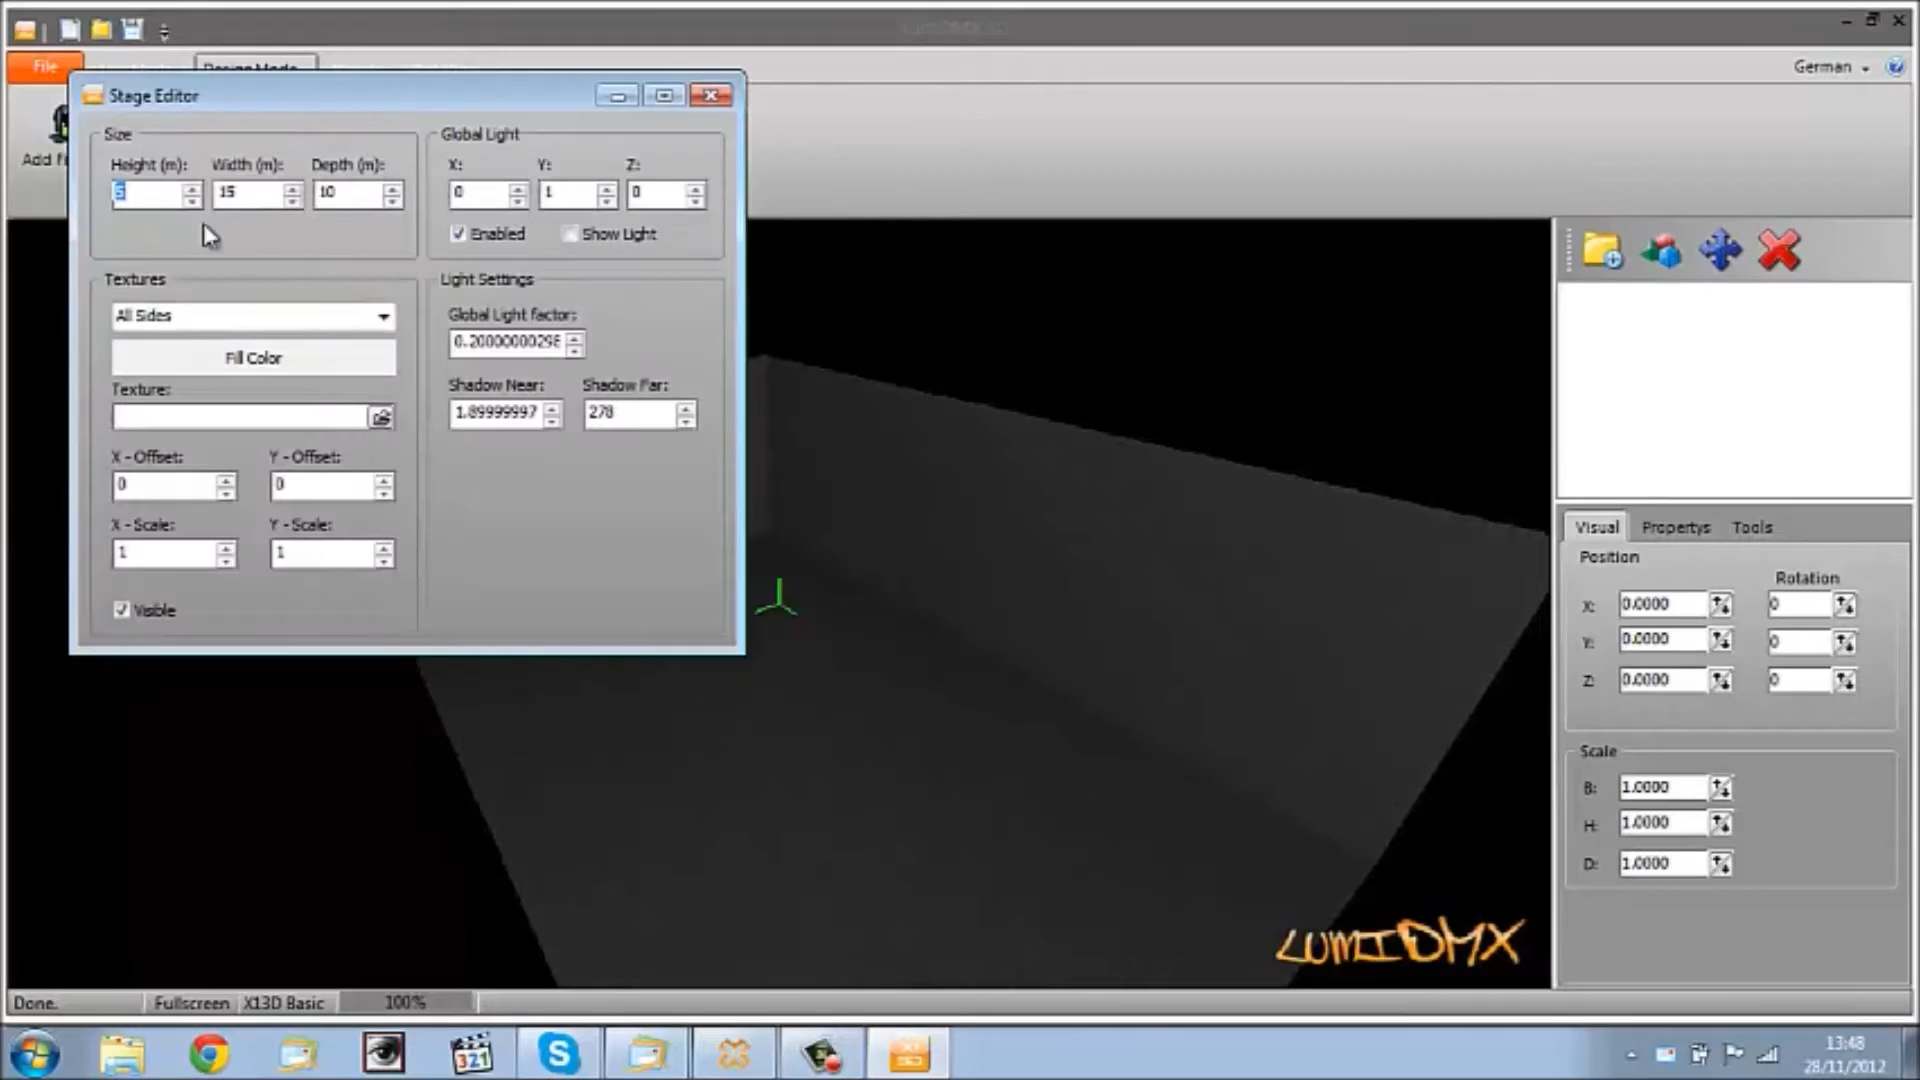 File
German
Stage Editor
Size
Height (m): Width (m): Depth (m):
5 15 10
Global Light
X: Y: Z:
0 1 0
Enabled Show Light
Textures
All Sides
Fill Color
Texture:
X - Offset: Y - Offset:
0 0
X - Scale: Y - Scale:
1 1
Visible
Light Settings
Global Light factor:
0.2000000298
Shadow Near: Shadow Far:
1.89999997 278
Visual Propertys Tools
Position
Rotation
X: 0.0000 0
Y: 0.0000 0
Z: 0.0000 0
Scale
B: 1.0000
H: 1.0000
D: 1.0000
LUMIDMX
Done. Fullscreen X13D Basic 100%
321
13:48
28/11/2012